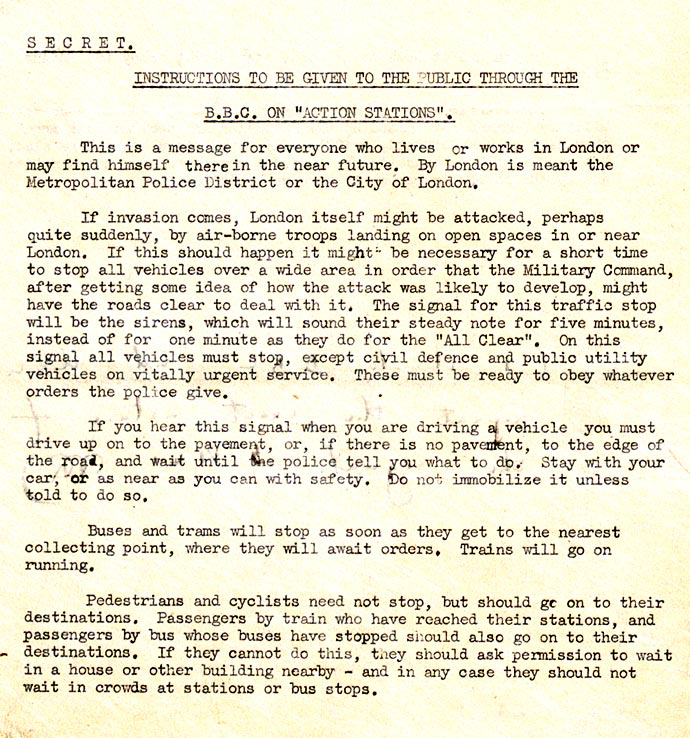 S E C R E T.
INSTRUCTIONS TO BE GIVEN TO THE PUBLIC THROUGH THE
B.B.C. ON "ACTION STATIONS".
This is a message for everyone who lives or works in London or
may find himself there in the near future. By London is meant the
Metropolitan Police District or the City of London.
If invasion comes, London itself might be attacked, perhaps
quite suddenly, by air-borne troops landing on open spaces in or near
London. If this should happen it might be necessary for a short time
to stop all vehicles over a wide area in order that the Military Command,
after getting some idea of how the attack was likely to develop, might
have the roads clear to deal with it. The signal for this traffic stop
will be the sirens, which will sound their steady note for five minutes,
instead of for one minute as they do for the "All Clear". On this
signal all vehicles must stop, except civil defence and public utility
vehicles on vitally urgent service. These must be ready to obey whatever
orders the police give.
If you hear this signal when you are driving a vehicle you must
drive up on to the pavement, or, if there is no pavement, to the edge of
the road, and wait until the police tell you what to do. Stay with your
car, or as near as you can with safety. Do not immobilize it unless
told to do so.
Buses and trams will stop as soon as they get to the nearest
collecting point, where they will await orders. Trains will go on
running.
Pedestrians and cyclists need not stop, but should go on to their
destinations. Passengers by train who have reached their stations, and
passengers by bus whose buses have stopped should also go on to their
destinations. If they cannot do this, they should ask permission to wait
in a house or other building nearby - and in any case they should not
wait in crowds at stations or bus stops.